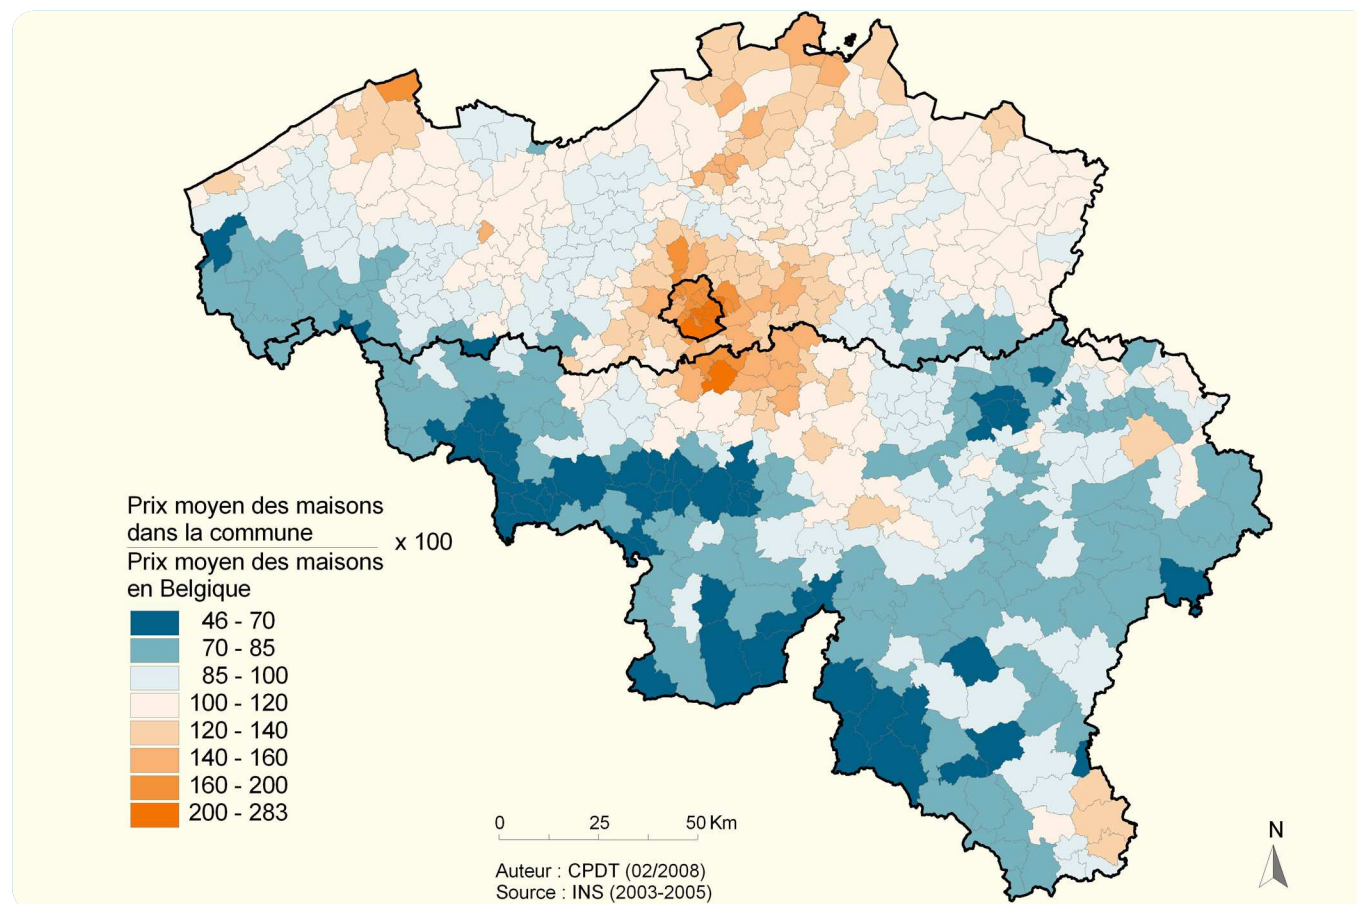 Prix moyen des maisons
dans la commune
x 100
Prix moyen des maisons
en Belgique
46 - 70
70 - 85
85 - 100
100 - 120
120 - 140
140 - 160
160 - 200
200 - 283
0 25 50 Km
Auteur : CPDT (02/2008)
Source : INS (2003-2005)
N